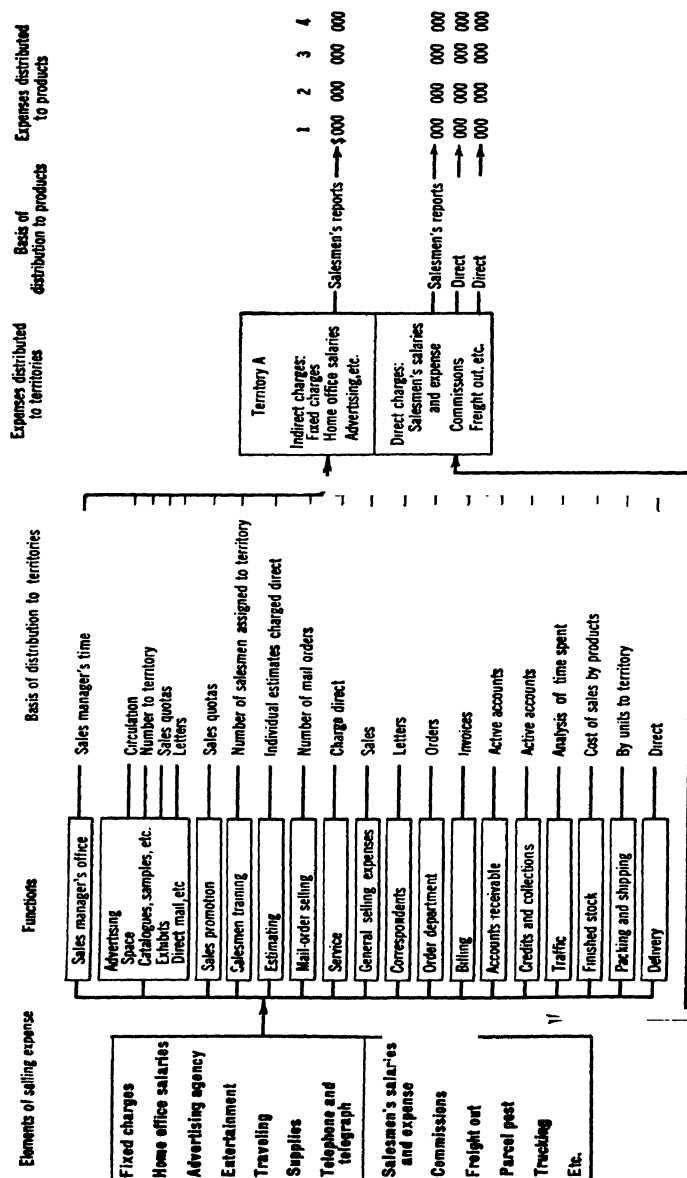 Elements of selling expense
Fixed charges
Home office salaries
Advertising agency
Entertainment
Traveling
Supplies
Telephone and
telegraph
Salesmen's salaries
and expense
Commissions
Freight out
Parcel post
Trucking
Etc.
Functions
Sales manager's office
Advertising
Space
Catalogues, samples, etc.
Exhibits
Direct mail, etc
Sales promotion
Salesmen training
Estimating
Mail-order selling
Service
General selling expenses
Correspondents
Order department
Billing
Accounts receivable
Credits and collections
Traffic
Finished stock
Packing and shipping
Delivery
Basis of distribution to territories
Sales manager's time
Circulation
Number to territory
Sales quotas
Letters
Sales quotas
Number of salesmen assigned to territory
Individual estimates charged direct
Number of mail orders
Charge direct
Sales
Letters
Orders
Invoices
Active accounts
Active accounts
Analysis of time spent
Cost of sales by products
By units to territory
Direct
Expenses distributed
to territories
Territory A
Indirect charges:
Fixed charges
Home office salaries
Advertising, etc.
Direct charges:
Salesmen's salaries
and expense
Commissions
Freight out, etc.
Basis of
distribution to products
Salesmen's reports
Salesmen's reports
Direct
Direct
Expenses distributed
to products
1 2 3 4
$000 000 000 000
000 000 000 000
000 000 000 000
000 000 000 000